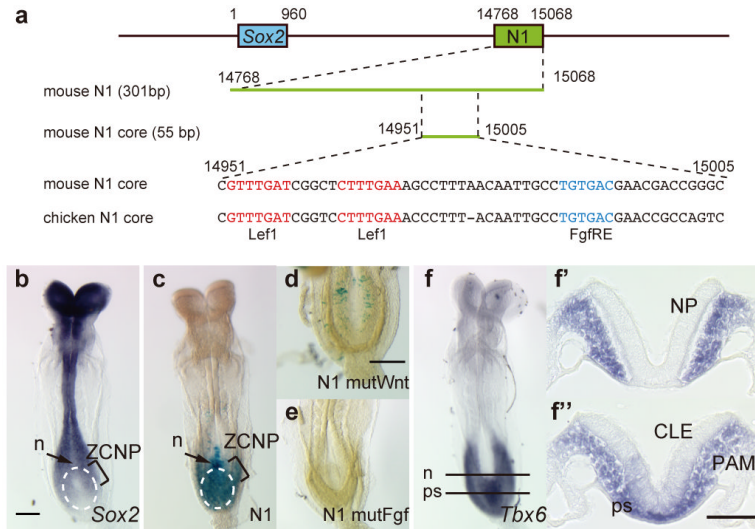 a
1 960 14768 15068
Sox2 N1
14768 15068
mouse N1 (301bp)
mouse N1 core (55 bp) 14951 15005
14951 15005
mouse N1 core CGTTTGATCGGCTCTTTGAAAGCCTTTAACAATTGCCTGTGACGAACGACCGGGC
chicken N1 core CGTTTGATCGGTCCTTTGAAACCCTTT-ACAATTGCCTGTGACGAACCGCCAGTC
Lef1 Lef1 FgfRE
b c d f f'
NP
N1 mutWnt
e f''
n ZCNP n ZCNP CLE
n PAM
ps ps
Sox2 N1 N1 mutFgf Tbx6